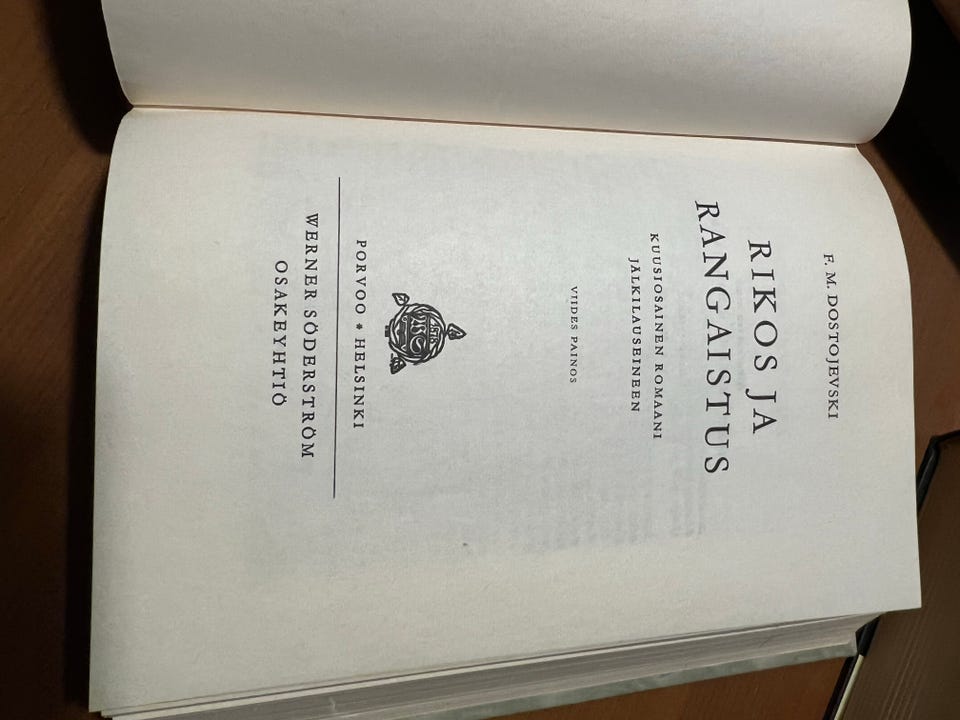 F. M. DOSTOJEVSKI
RIKOS JA
RANGAISTUS
KUUSIOSAINEN ROMAANI
JÄLKILAUSEINEEN
VIIDES PAINOS
PORVOO * HELSINKI
WERNER SÖDERSTRÖM
OSAKEYHTIÖ